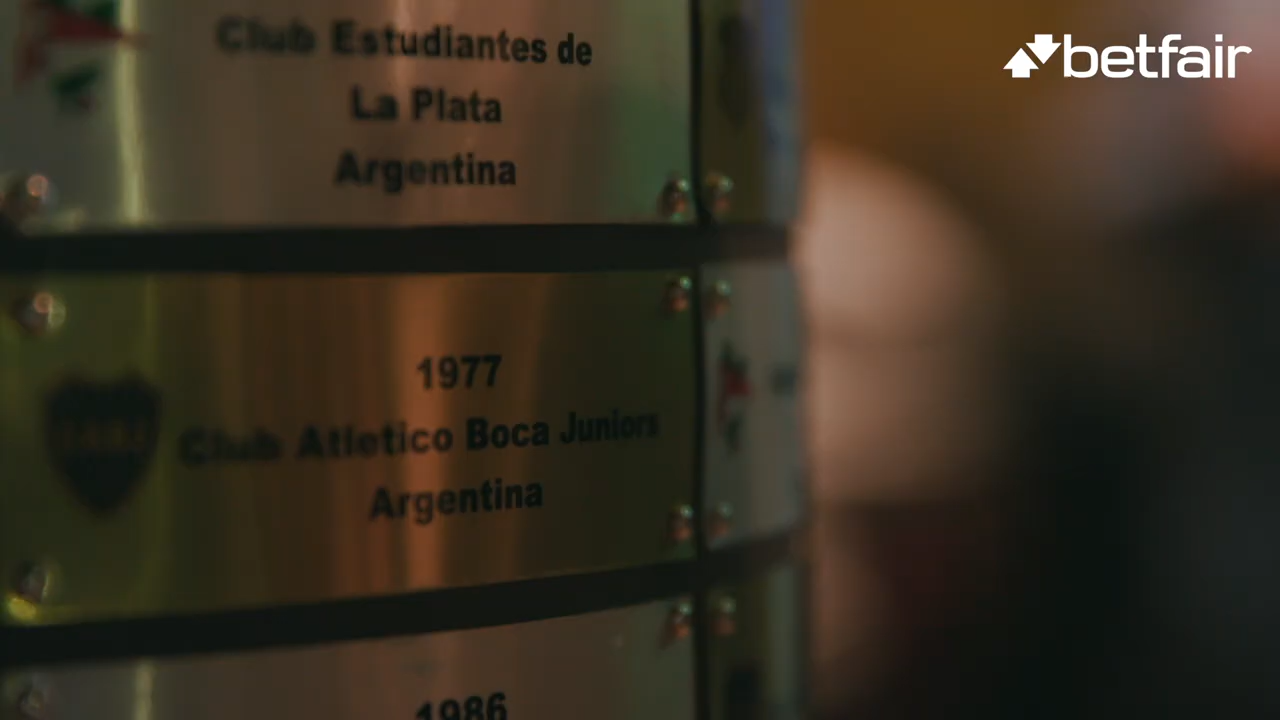 betfair
Club Estudiantes de
La Plata
Argentina
1977
Club Atletico Boca Juniors
Argentina
1986